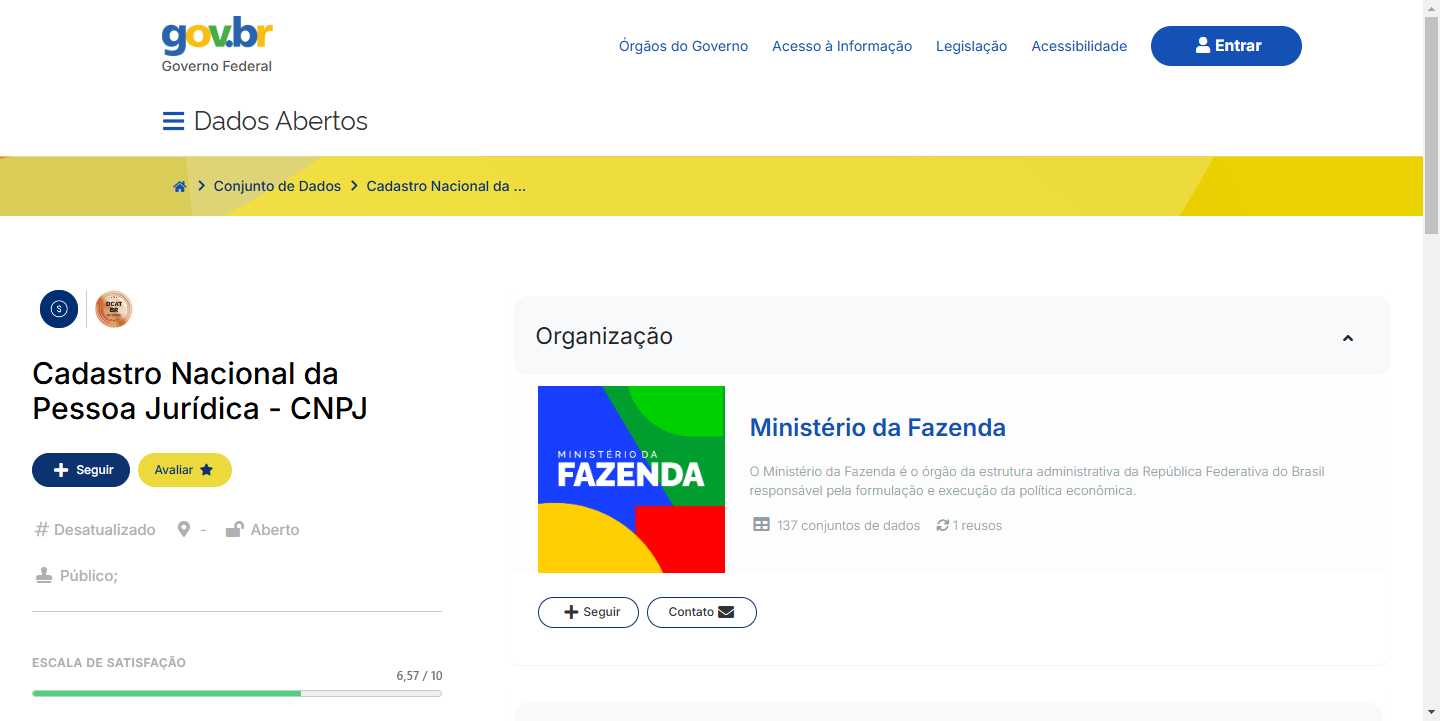 gov.br
Governo Federal
Órgãos do Governo
Acesso à Informação
Legislação
Acessibilidade
Entrar
Dados Abertos
Conjunto de Dados
Cadastro Nacional da ...
DCAT
BR
Cadastro Nacional da
Pessoa Jurídica - CNPJ
Seguir
Avaliar
Desatualizado
-
Aberto
Público;
ESCALA DE SATISFAÇÃO
6,57 / 10
Organização
MINISTÉRIO DA
FAZENDA
Ministério da Fazenda
O Ministério da Fazenda é o órgão da estrutura administrativa da República Federativa do Brasil
responsável pela formulação e execução da política econômica.
137 conjuntos de dados
1 reusos
Seguir
Contato